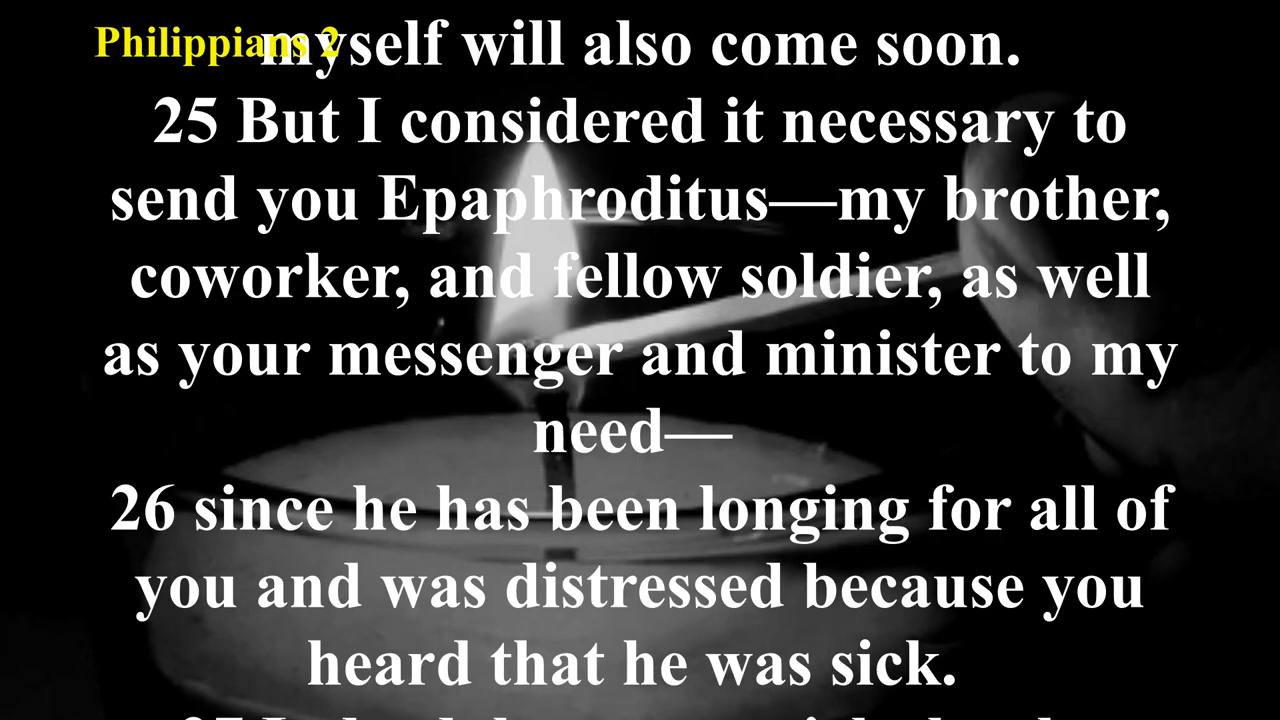 Philippians 2
myself will also come soon.
25 But I considered it necessary to
send you Epaphroditus—my brother,
coworker, and fellow soldier, as well
as your messenger and minister to my
need—
26 since he has been longing for all of
you and was distressed because you
heard that he was sick.